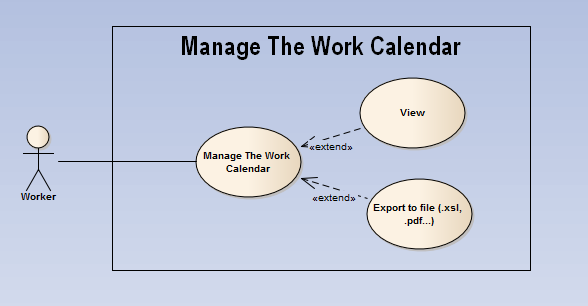 Manage The Work Calendar
View
«extend»
Manage The Work
Calendar
Worker
«extend»
Export to file (.xsl,
.pdf...)